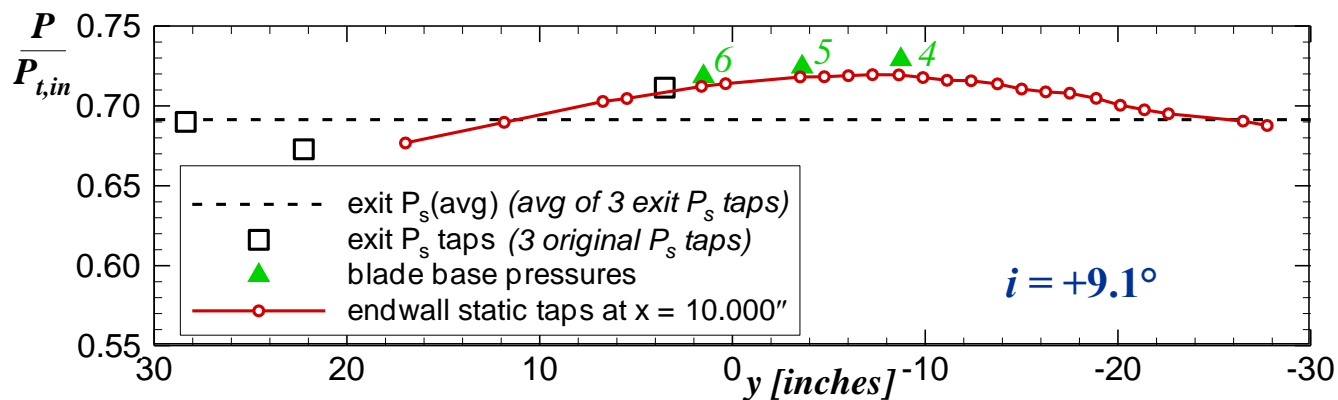 P
P_{t,in}
0.75
0.70
0.65
0.60
0.55
6
5
4
exit P_s(avg) (avg of 3 exit P_s taps)
exit P_s taps (3 original P_s taps)
blade base pressures
endwall static taps at x = 10.000″
i = +9.1°
30 20 10 0 -10 -20 -30
y [inches]